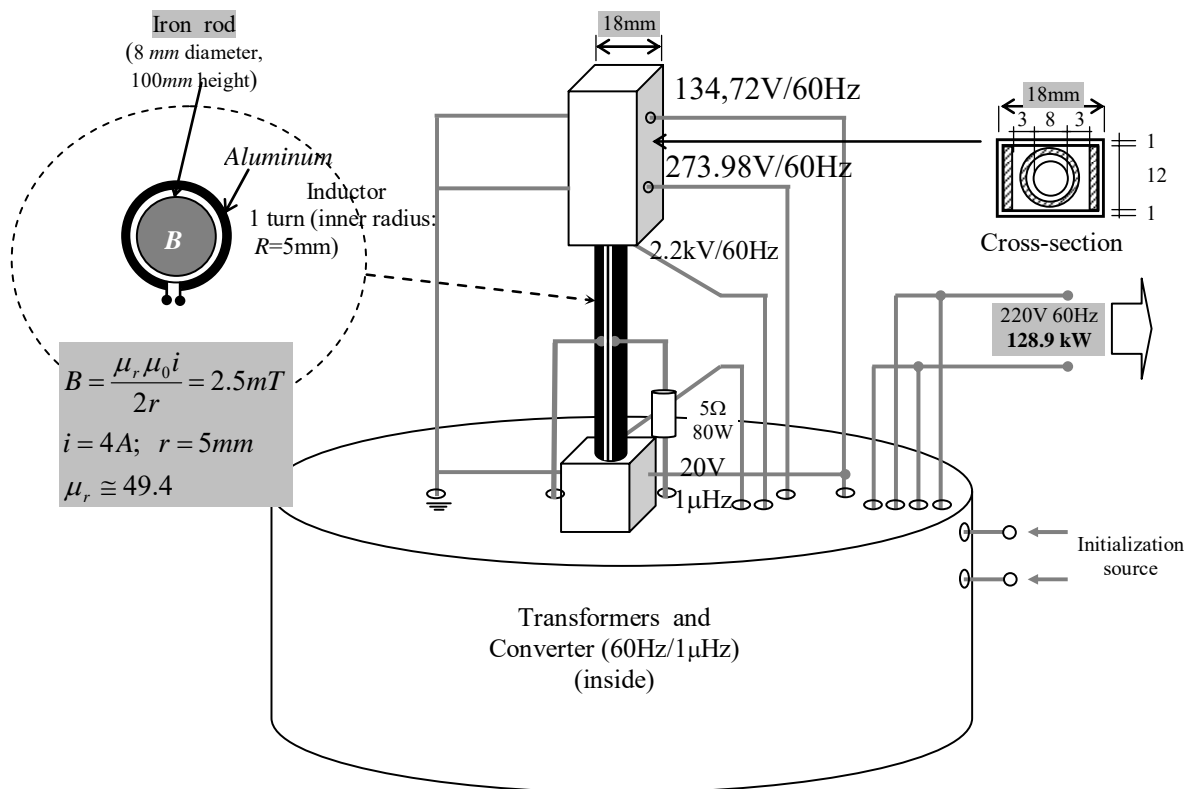 Iron rod
(8 mm diameter,
100mm height)
Aluminum
Inductor
1 turn (inner radius:
R=5mm)
B
B = μ_r μ_0 i / 2r = 2.5mT
i = 4A; r = 5mm
μ_r ≅ 49.4
18mm
134,72V/60Hz
273.98V/60Hz
2.2kV/60Hz
18mm
3 8 3
1
12
1
Cross-section
220V 60Hz
128.9 kW
5Ω
80W
20V
1μHz
Initialization
source
Transformers and
Converter (60Hz/1μHz)
(inside)